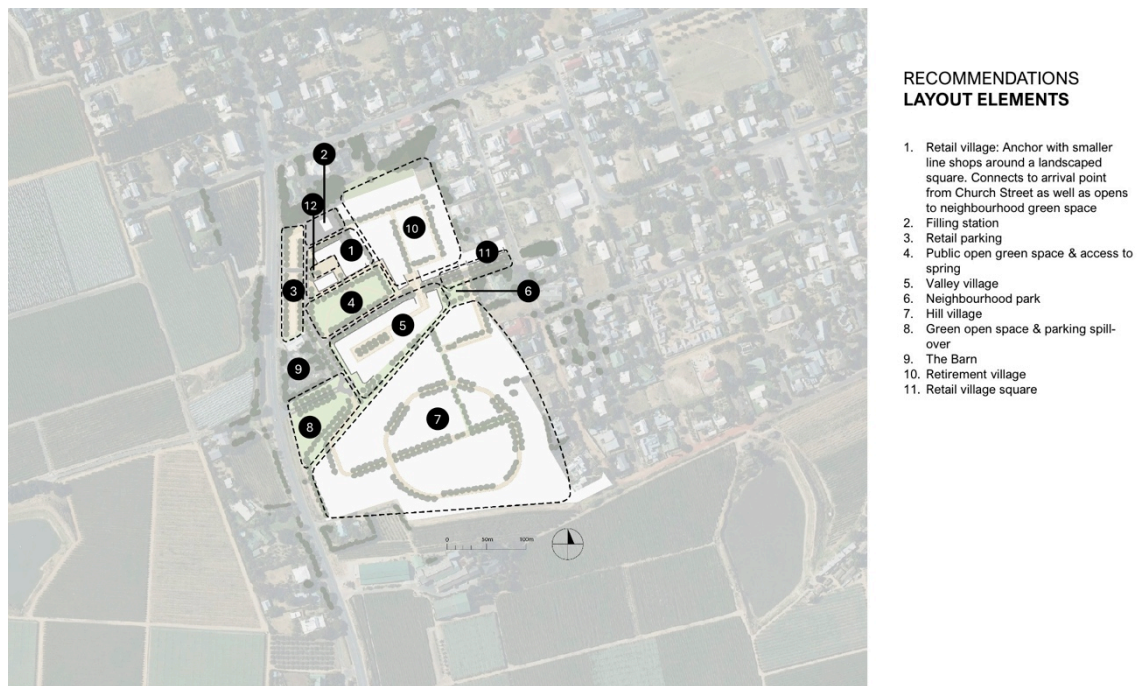 RECOMMENDATIONS
LAYOUT ELEMENTS
1. Retail village: Anchor with smaller
line shops around a landscaped
square. Connects to arrival point
from Church Street as well as opens
to neighbourhood green space
2. Filling station
3. Retail parking
4. Public open green space & access to
spring
5. Valley village
6. Neighbourhood park
7. Hill village
8. Green open space & parking spill-
over
9. The Barn
10. Retirement village
11. Retail village square
2
12
10
1
11
3
6
4
5
9
7
8
0 50m 100m